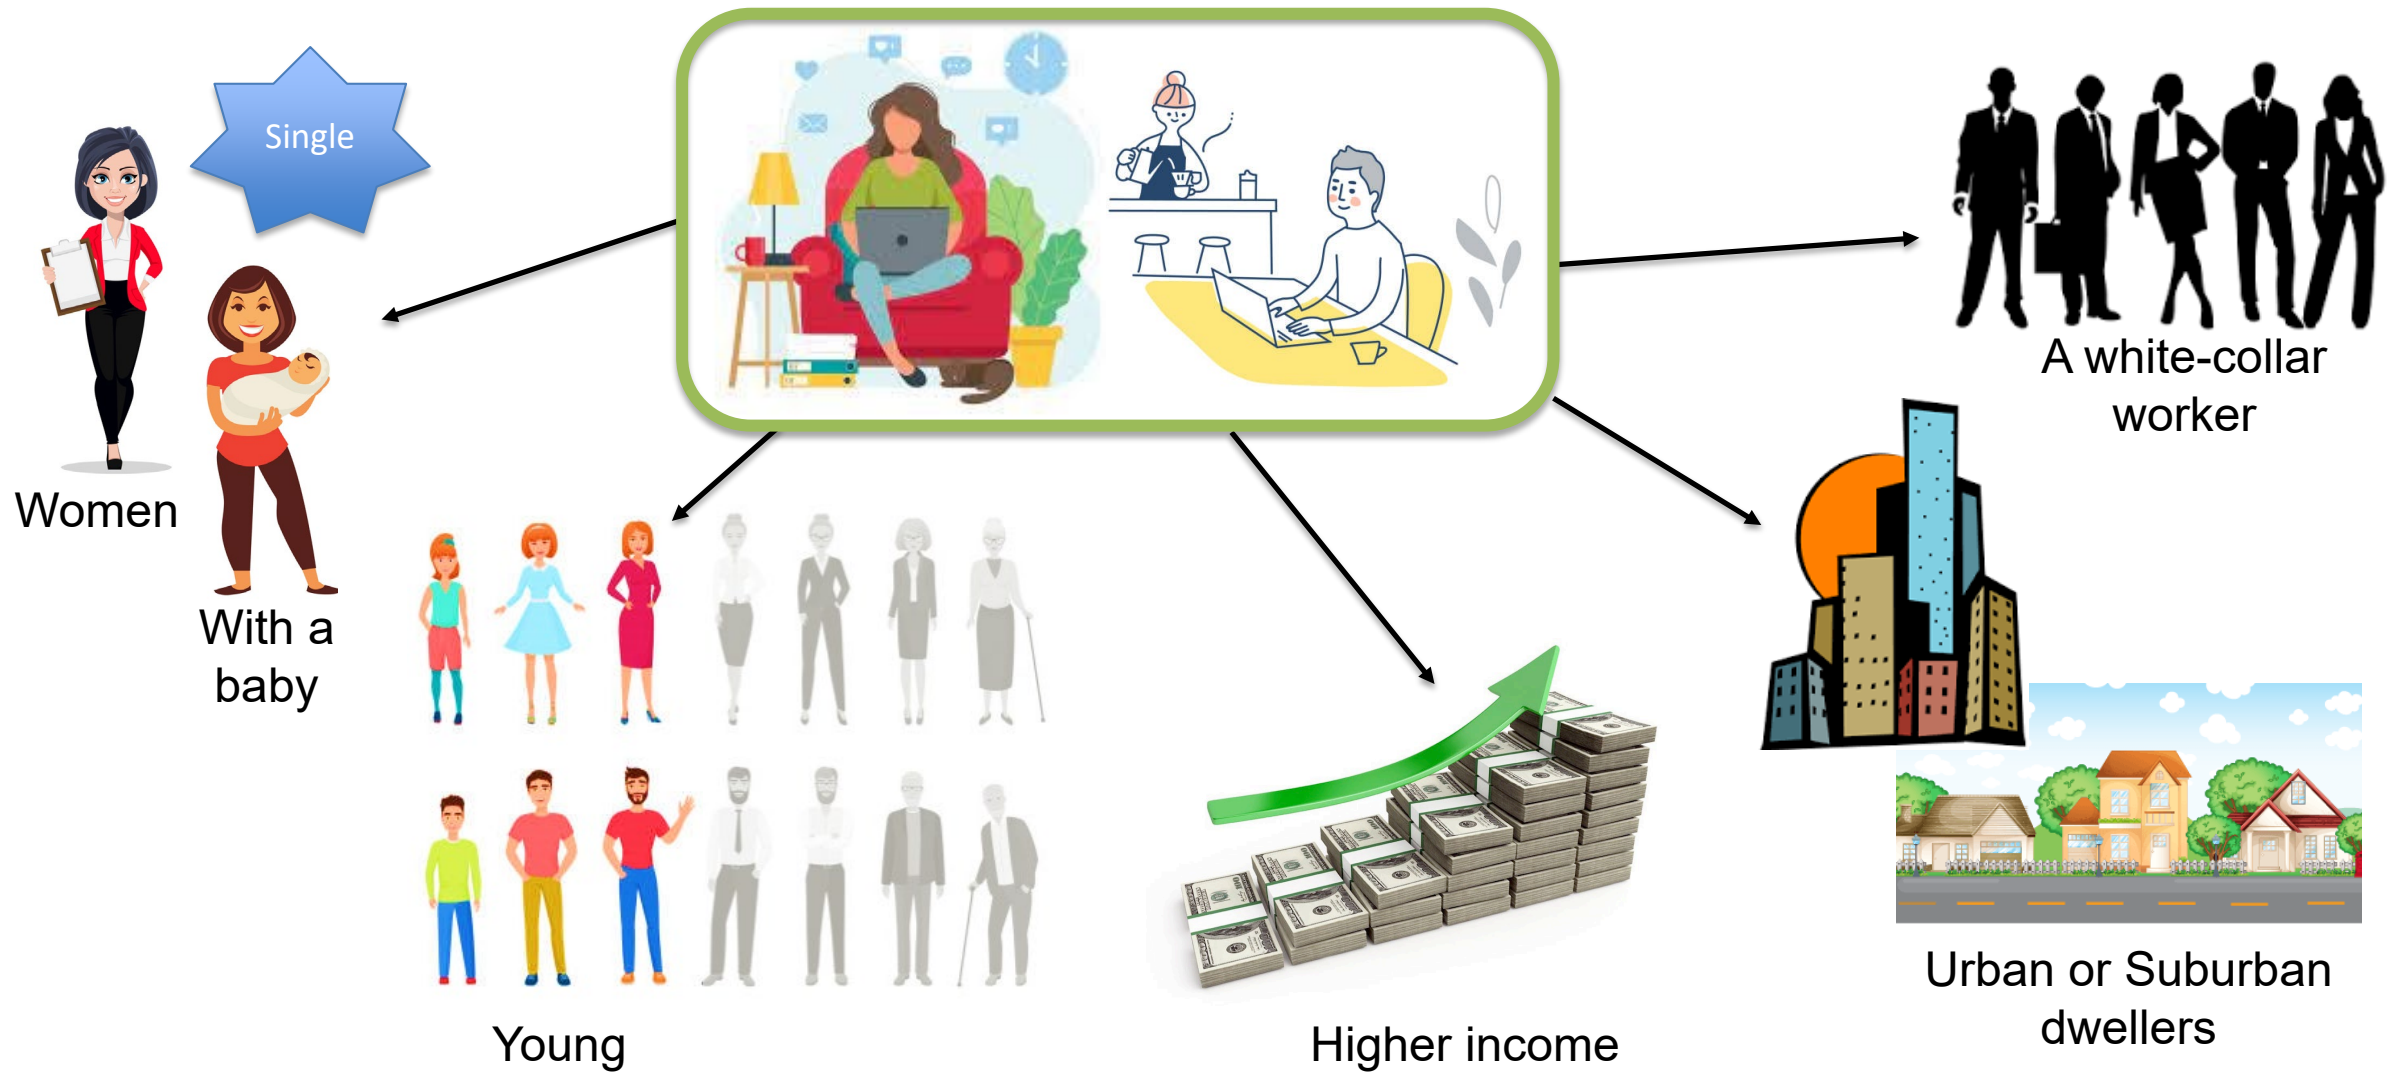 Single
Women
With a
baby
Young
Higher income
A white-collar
worker
Urban or Suburban
dwellers